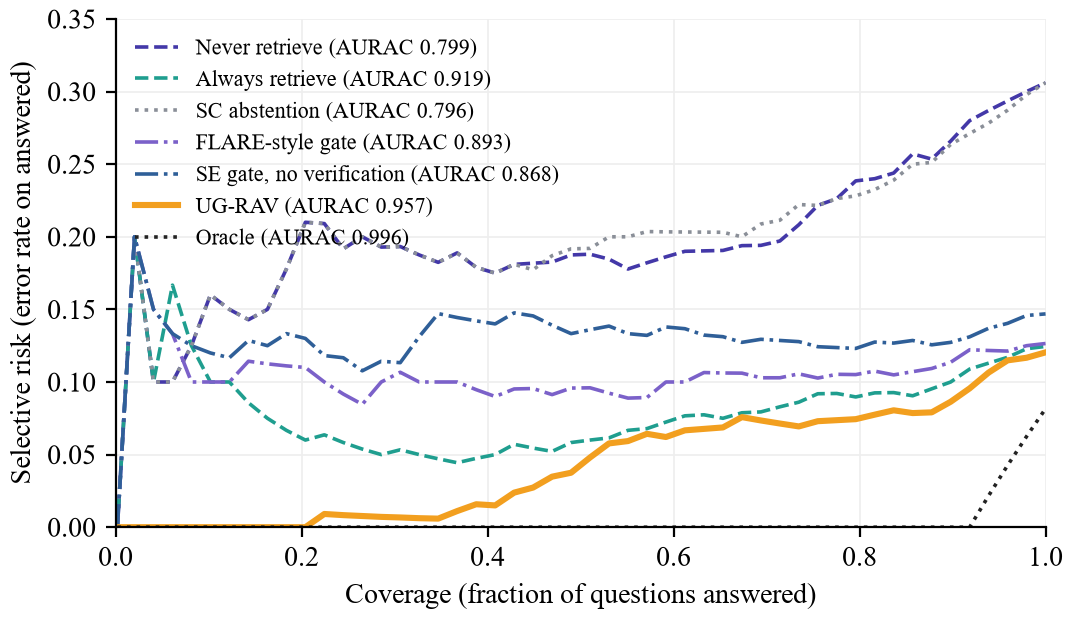 Selective risk (error rate on answered)
0.35
0.30
0.25
0.20
0.15
0.10
0.05
0.00
Never retrieve (AURAC 0.799)
Always retrieve (AURAC 0.919)
SC abstention (AURAC 0.796)
FLARE-style gate (AURAC 0.893)
SE gate, no verification (AURAC 0.868)
UG-RAV (AURAC 0.957)
Oracle (AURAC 0.996)
0.0 0.2 0.4 0.6 0.8 1.0
Coverage (fraction of questions answered)